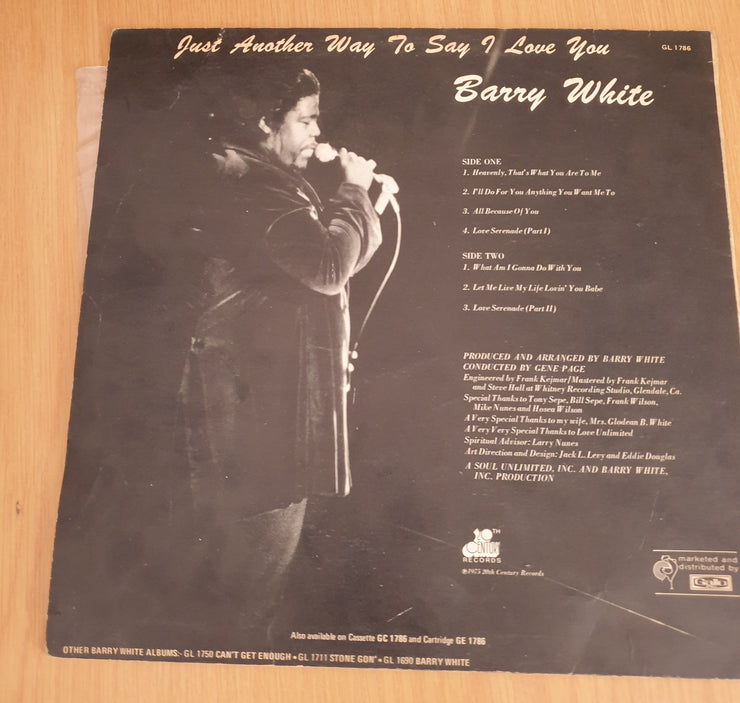 Just Another Way To Say I Love You
GL 1786
Barry White
SIDE ONE
1. Heavenly, That's What You Are To Me
2. I'll Do For You Anything You Want Me To
3. All Because Of You
4. Love Serenade (Part I)
SIDE TWO
1. What Am I Gonna Do With You
2. Let Me Live My Life Lovin' You Babe
3. Love Serenade (Part II)
PRODUCED AND ARRANGED BY BARRY WHITE
CONDUCTED BY GENE PAGE
Engineered by Frank Kejmar/Mastered by Frank Kejmar
and Steve Hall at Whitney Recording Studio, Glendale, Ca.
Special Thanks to Tony Sepe, Bill Sepe, Frank Wilson,
Mike Nunes and Hosea Wilson
A Very Special Thanks to my wife, Mrs. Glodean B. White
A Very Very Special Thanks to Love Unlimited
Spiritual Advisor: Larry Nunes
Art Direction and Design: Jack L. Levy and Eddie Douglas
A SOUL UNLIMITED, INC. AND BARRY WHITE,
INC. PRODUCTION
20TH
CENTURY
RECORDS
℗1975 20th Century Records
marketed and
distributed by
Gallo
Also available on Cassette GC 1786 and Cartridge GE 1786
OTHER BARRY WHITE ALBUMS:- GL 1750 CAN'T GET ENOUGH • GL 1711 STONE GON' • GL 1690 BARRY WHITE